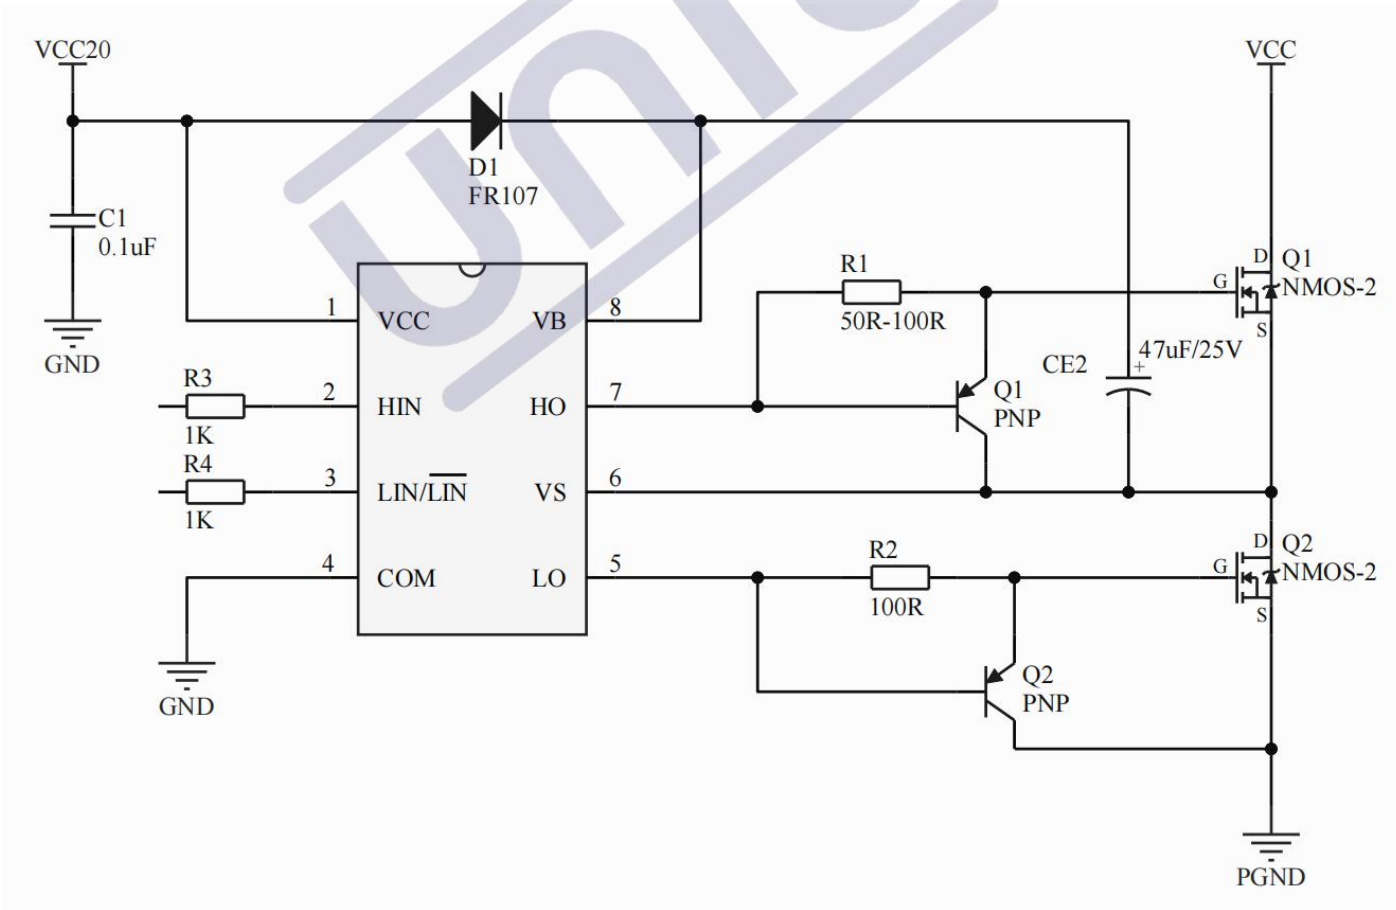 VCC20
VCC
D1
FR107
C1
0.1uF
GND
1
VCC
VB
8
R1
50R-100R
D
Q1
G
NMOS-2
S
R3
1K
2
HIN
HO
7
Q1
PNP
CE2
47uF/25V
+
R4
1K
3
LIN/LIN
VS
6
4
COM
LO
5
R2
100R
D
Q2
G
NMOS-2
S
GND
Q2
PNP
PGND